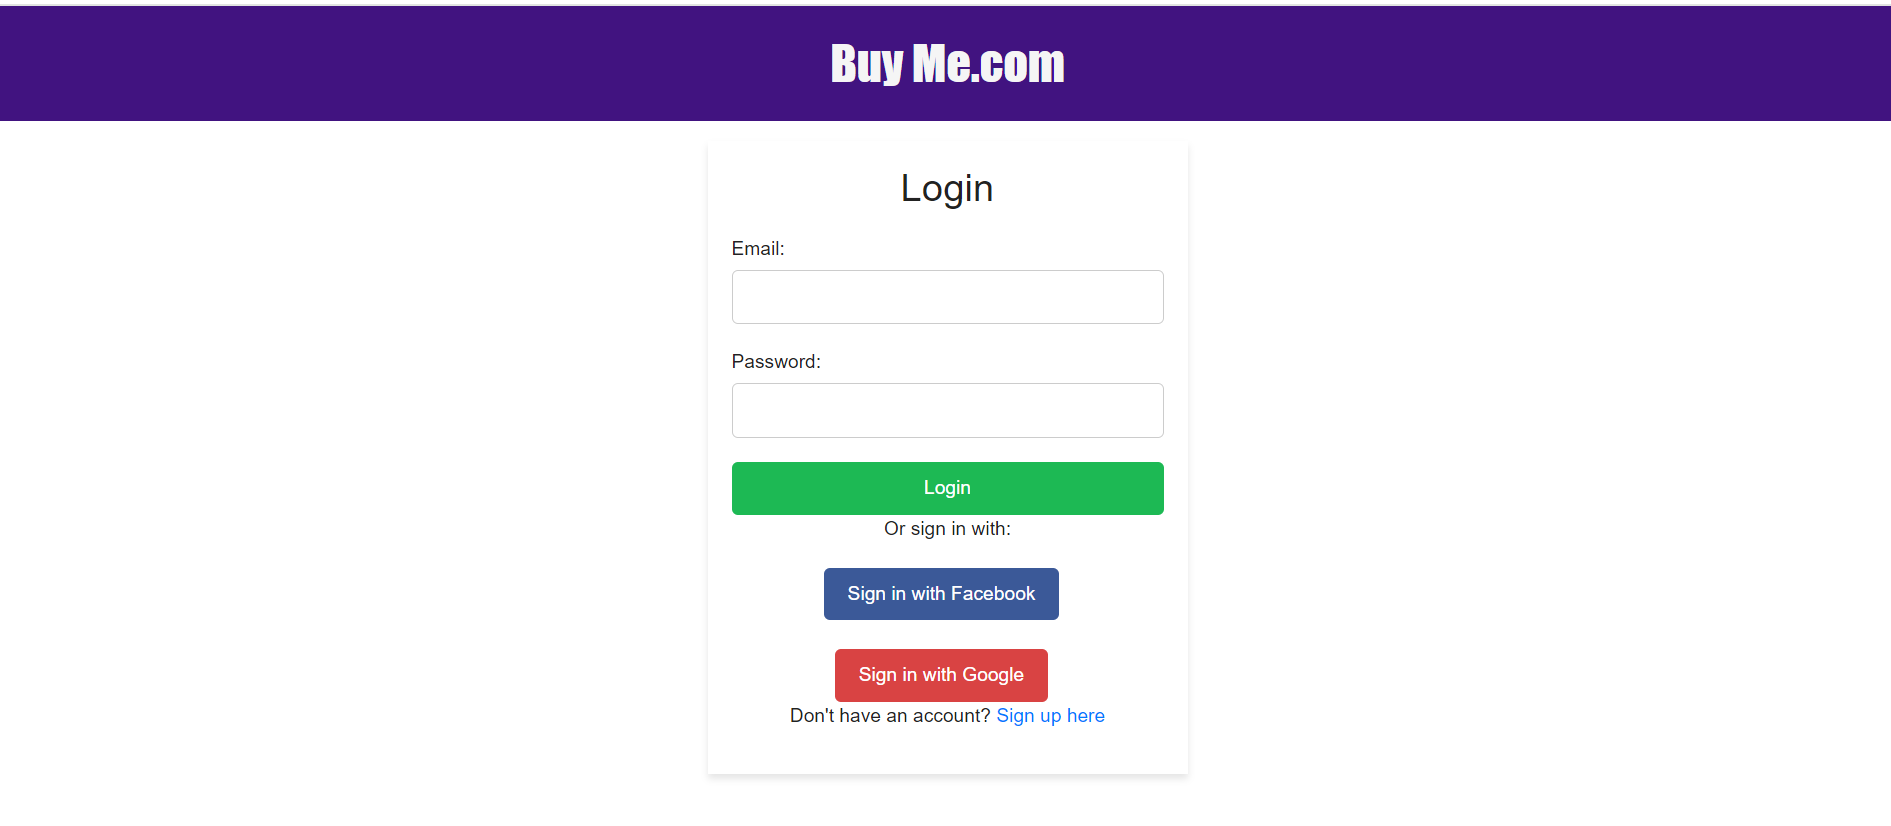 Buy Me.com
Login
Email:
Password:
Login
Or sign in with:
Sign in with Facebook
Sign in with Google
Don't have an account? Sign up here